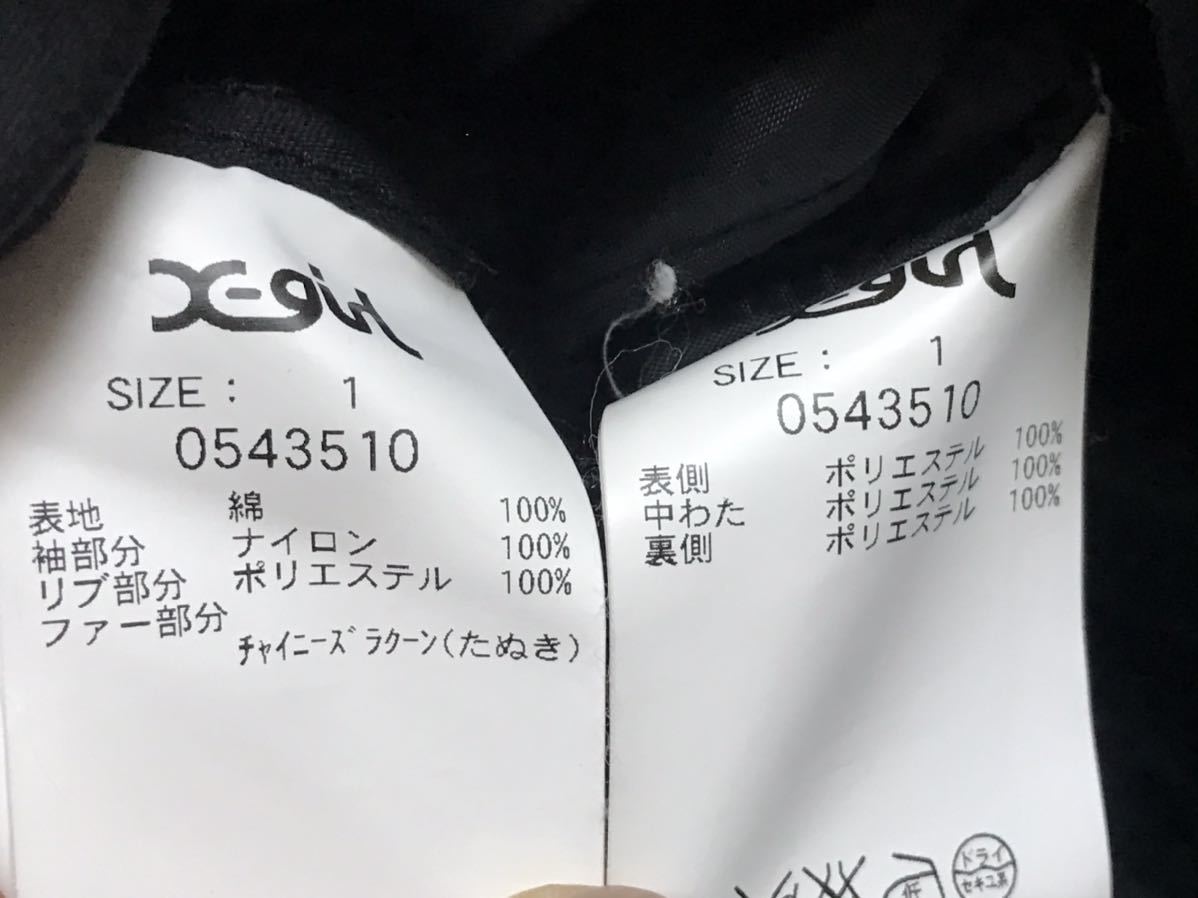 X-girl
SIZE : 1
0543510
表地 綿 100%
袖部分 ナイロン 100%
リブ部分 ポリエステル 100%
ファー部分
ﾁｬｲﾆｰｽﾞﾗｸｰﾝ(たぬき)
X-girl
SIZE : 1
0543510
表側 ポリエステル 100%
中わた ポリエステル 100%
裏側 ポリエステル 100%
低
ドライ
セキユ系